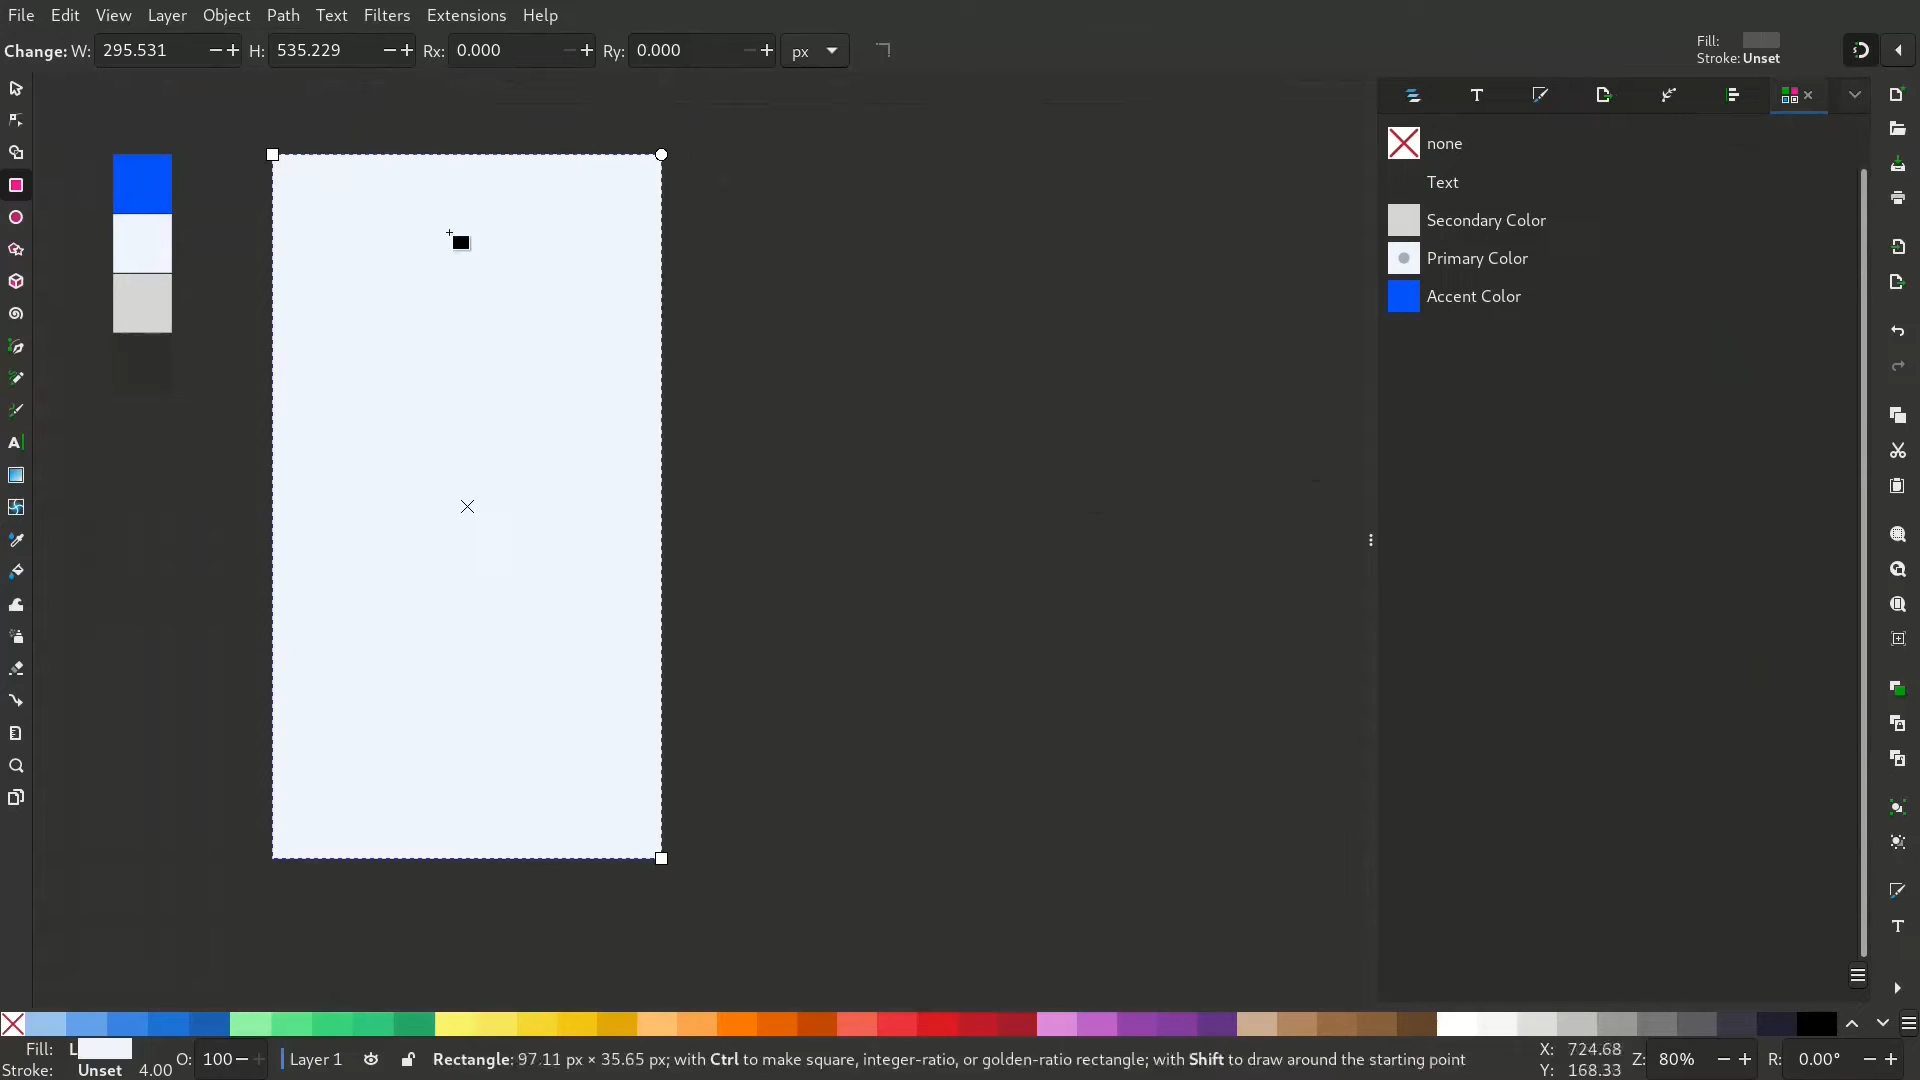 File Edit View Layer Object Path Text Filters Extensions Help
Change: W: 295.531 H: 535.229 Rx: 0.000 Ry: 0.000 px
Fill:
Stroke: Unset
none
Text
Secondary Color
Primary Color
Accent Color
Fill: L
Stroke: Unset 4.00
O: 100
Layer 1
Rectangle: 97.11 px × 35.65 px; with Ctrl to make square, integer-ratio, or golden-ratio rectangle; with Shift to draw around the starting point
X: 724.68
Y: 168.33
Z: 80%
R: 0.00°